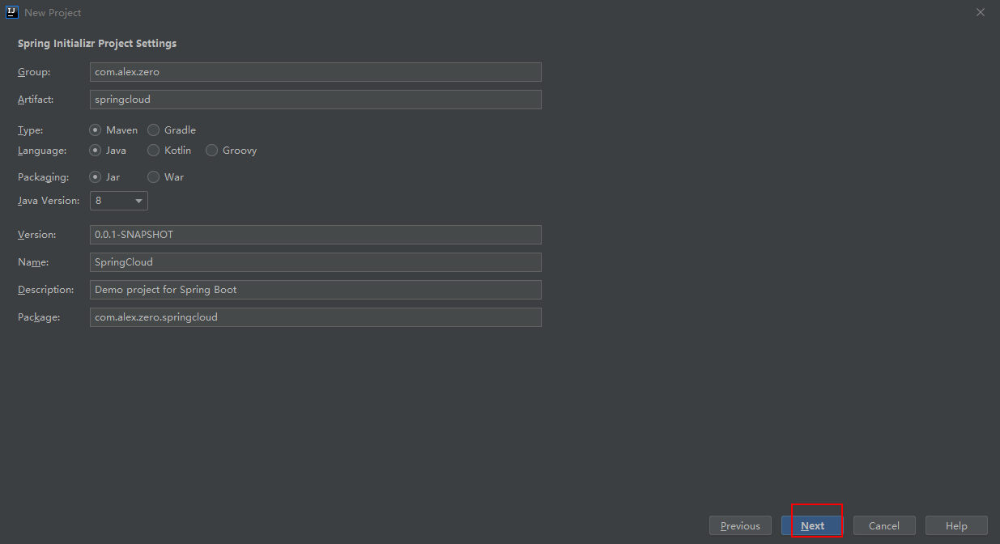 IJ New Project
Spring Initializr Project Settings
Group: com.alex.zero
Artifact: springcloud
Type: Maven Gradle
Language: Java Kotlin Groovy
Packaging: Jar War
Java Version: 8
Version: 0.0.1-SNAPSHOT
Name: SpringCloud
Description: Demo project for Spring Boot
Package: com.alex.zero.springcloud
Previous Next Cancel Help